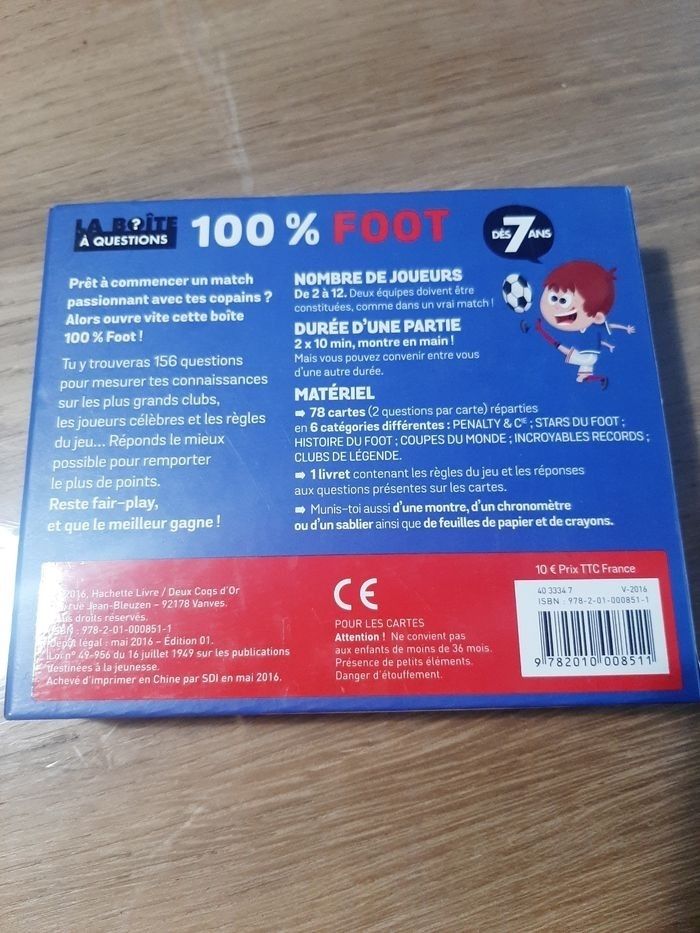 LA BOÎTE
À QUESTIONS
100 % FOOT
DÈS 7 ANS
Prêt à commencer un match
passionnant avec tes copains ?
Alors ouvre vite cette boîte
100 % Foot !
Tu y trouveras 156 questions
pour mesurer tes connaissances
sur les plus grands clubs,
les joueurs célèbres et les règles
du jeu... Réponds le mieux
possible pour remporter
le plus de points.
Reste fair-play,
et que le meilleur gagne !
NOMBRE DE JOUEURS
De 2 à 12. Deux équipes doivent être
constituées, comme dans un vrai match !
DURÉE D'UNE PARTIE
2 x 10 min, montre en main !
Mais vous pouvez convenir entre vous
d'une autre durée.
MATÉRIEL
➡ 78 cartes (2 questions par carte) réparties
en 6 catégories différentes : PENALTY & CIE ; STARS DU FOOT ;
HISTOIRE DU FOOT ; COUPES DU MONDE ; INCROYABLES RECORDS ;
CLUBS DE LÉGENDE.
➡ 1 livret contenant les règles du jeu et les réponses
aux questions présentes sur les cartes.
➡ Munis-toi aussi d'une montre, d'un chronomètre
ou d'un sablier ainsi que de feuilles de papier et de crayons.
2016, Hachette Livre / Deux Coqs d'Or
rue Jean-Bleuzen - 92178 Vanves.
droits réservés.
ISBN : 978-2-01-000851-1
Dépôt légal : mai 2016 - Édition 01.
Loi n° 49-956 du 16 juillet 1949 sur les publications
destinées à la jeunesse.
Achevé d'imprimer en Chine par SDI en mai 2016.
CE
POUR LES CARTES
Attention ! Ne convient pas
aux enfants de moins de 36 mois.
Présence de petits éléments.
Danger d'étouffement.
10 € Prix TTC France
40 3334 7 V-2016
ISBN : 978-2-01-000851-1
9 782010 008511